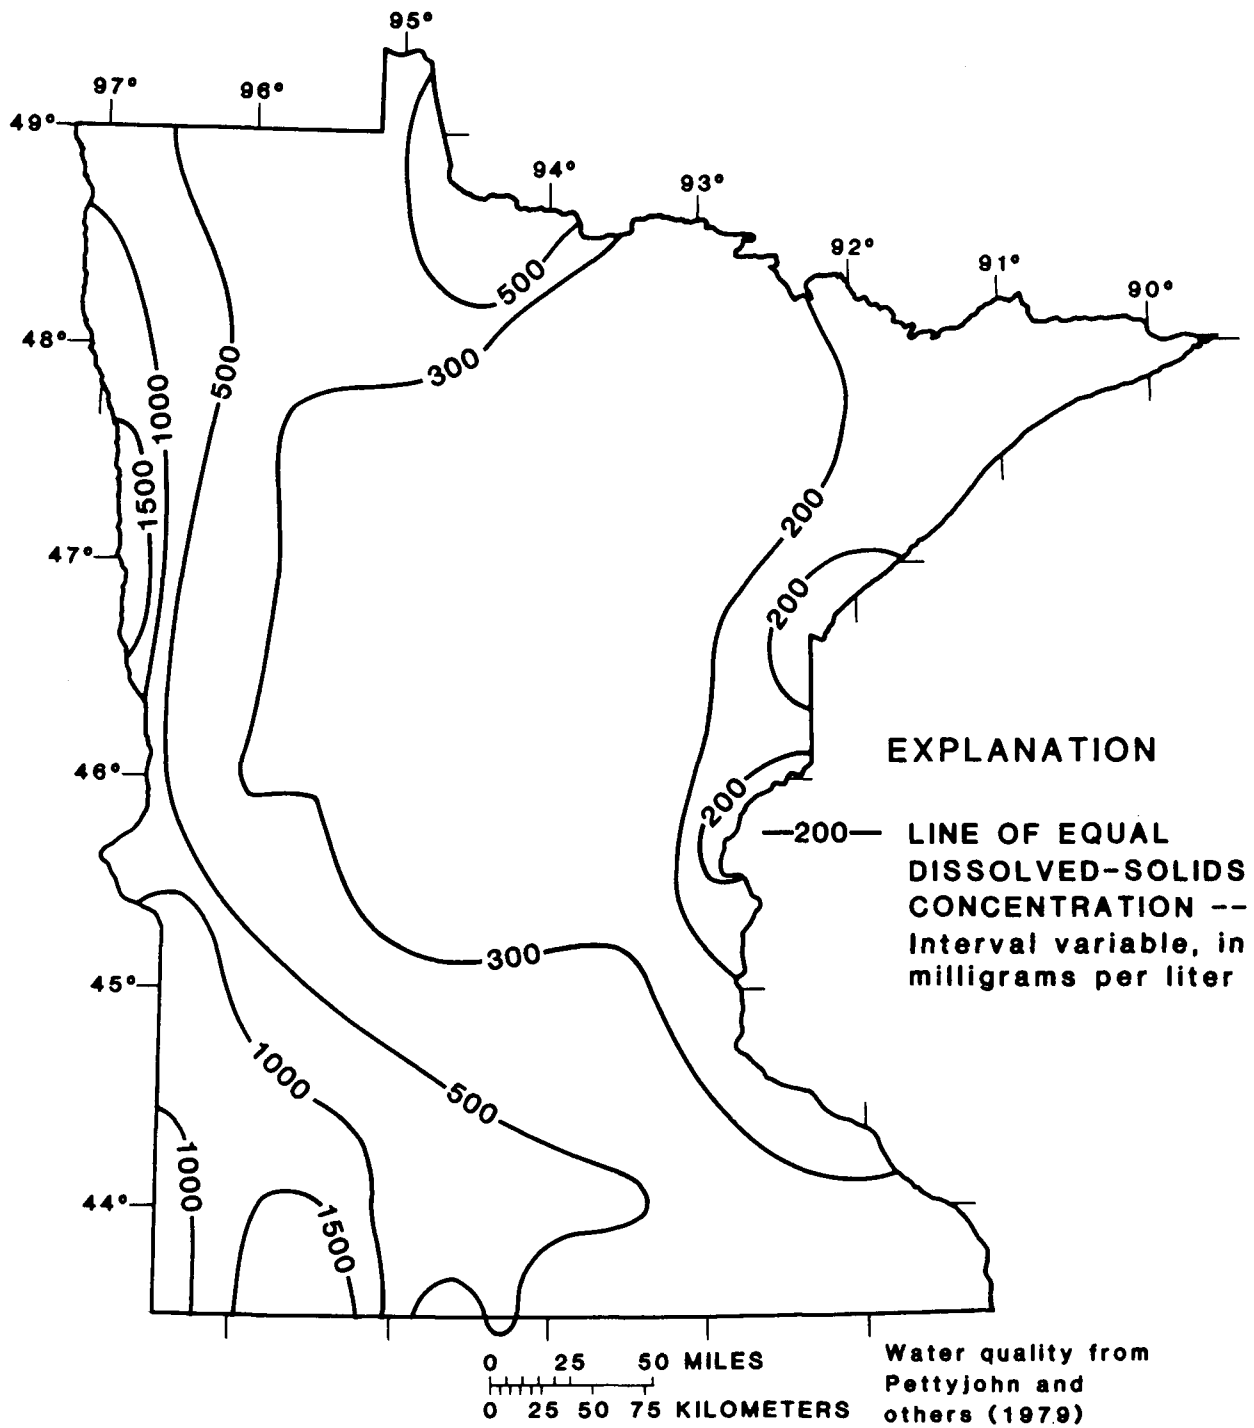 95°
97°
96°
49°
94°
93°
92°
91°
90°
500
48°
300
500
1000
1500
200
47°
200
EXPLANATION
46°
200
—200— LINE OF EQUAL
DISSOLVED-SOLIDS
CONCENTRATION --
Interval variable, in
milligrams per liter
300
45°
1000
500
1000
44°
1500
0 25 50 MILES
0 25 50 75 KILOMETERS
Water quality from
Pettyjohn and
others (1979)